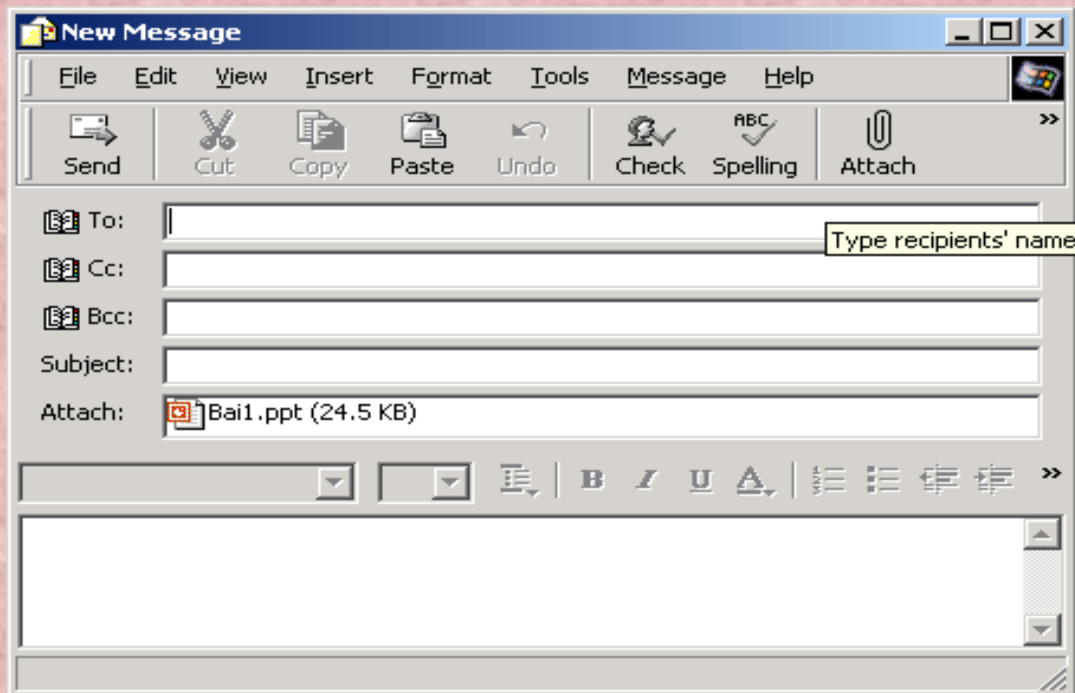 New Message
File Edit View Insert Format Tools Message Help
ABC
Send Cut Copy Paste Undo Check Spelling Attach
To:
Type recipients' name
Cc:
Bcc:
Subject:
Attach: Bai1.ppt (24.5 KB)
B I U A